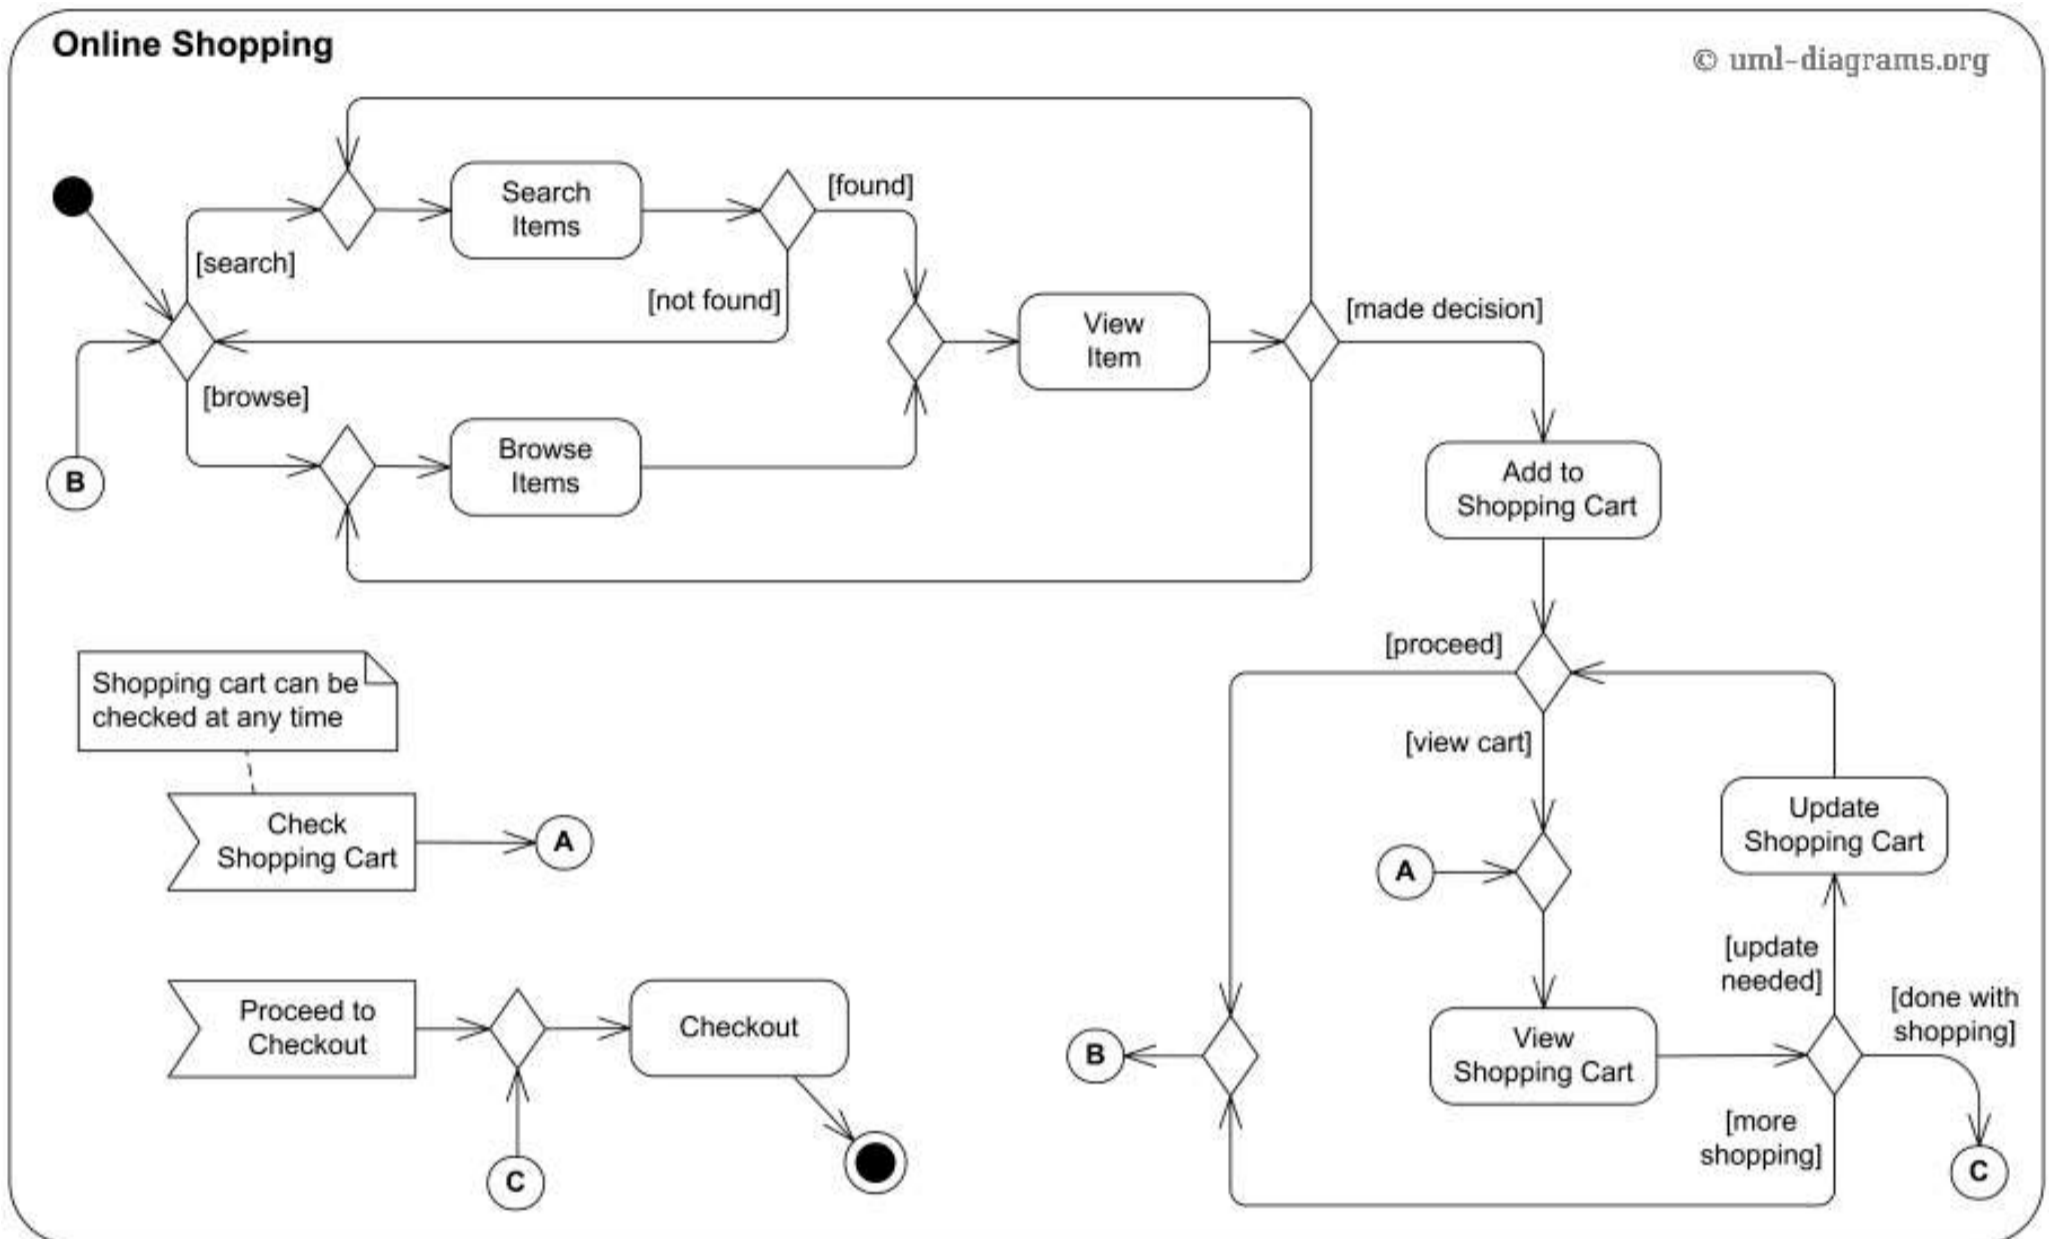 Online Shopping
© uml-diagrams.org
Search
Items
[found]
[search]
[not found]
View
Item
[made decision]
[browse]
Browse
Items
B
Add to
Shopping Cart
[proceed]
Shopping cart can be
checked at any time
[view cart]
Check
Shopping Cart
A
A
Update
Shopping Cart
[update
needed]
[done with
shopping]
Proceed to
Checkout
Checkout
B
View
Shopping Cart
[more
shopping]
C
C